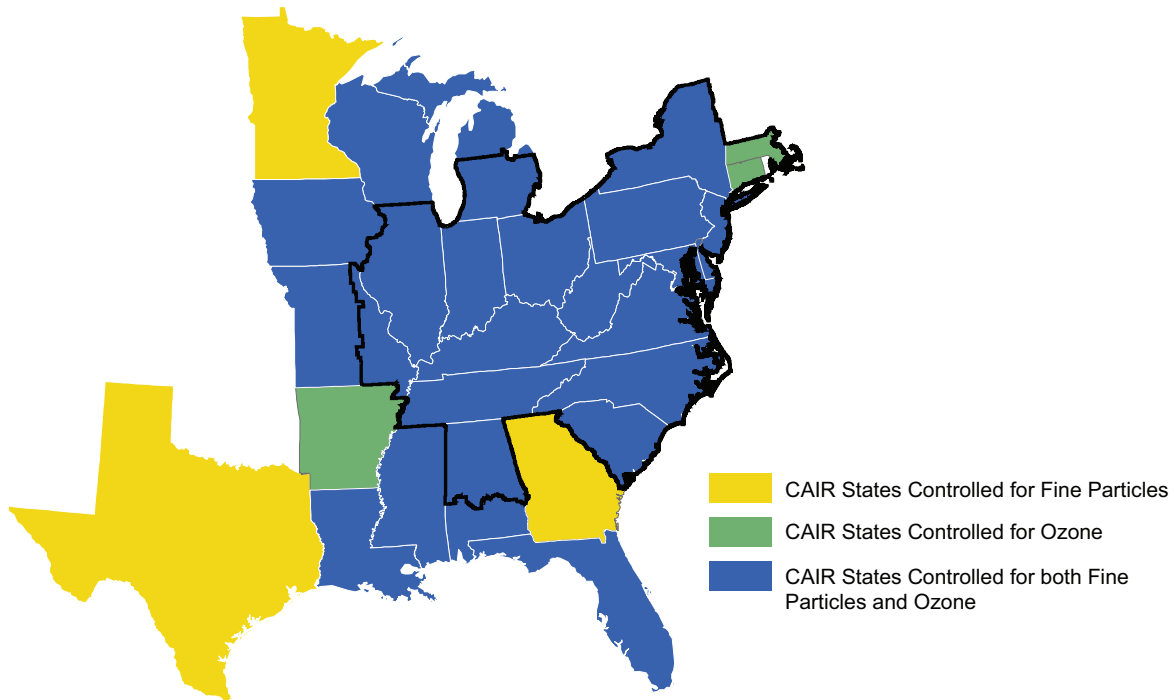 CAIR States Controlled for Fine Particles
CAIR States Controlled for Ozone
CAIR States Controlled for both Fine
Particles and Ozone